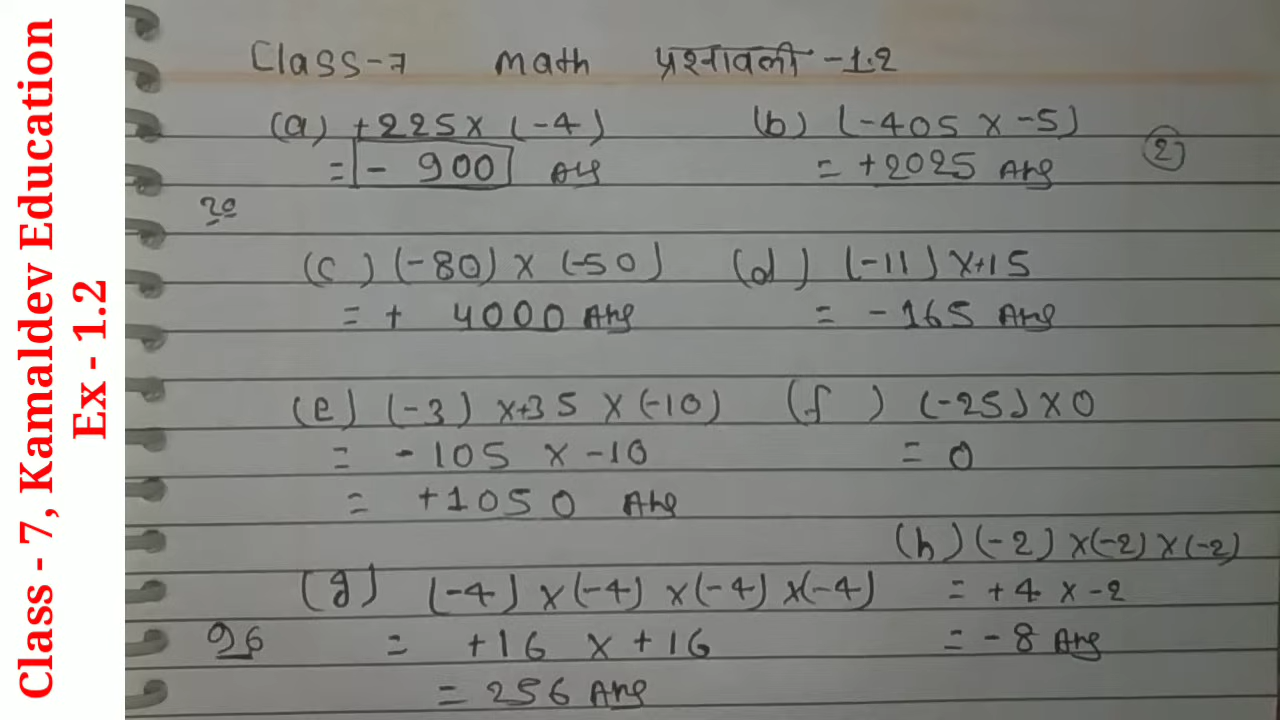 Class - 7, Kamaldev Education
Ex - 1.2
Class-7 math प्रश्नावली -1.2
(a) +225 x (-4) (b) (-405 x -5)
= - 900 Ans = +2025 Ans (2)
(c) (-80) x (-50) (d) (-11) x+15
= + 4000 Ans = -165 Ans
(e) (-3) x+35 x (-10) (f) (-25) x 0
= -105 x -10 = 0
= +1050 Ans
(h) (-2) x(-2) x (-2)
(g) (-4) x (-4) x (-4) x(-4) = +4 x -2
= +16 x +16 = -8 Ans
= 256 Ans